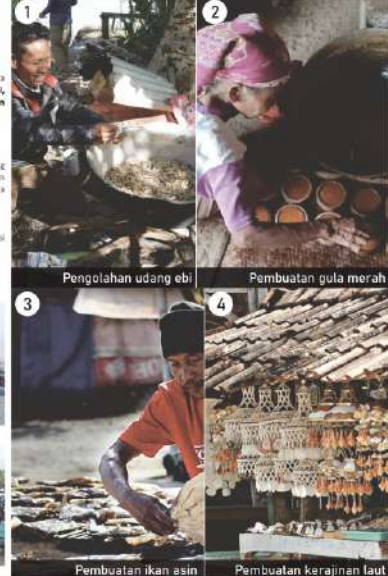 1
2
Pengolahan udang ebi
Pembuatan gula merah
3
4
Pembuatan ikan asin
Pembuatan kerajinan laut